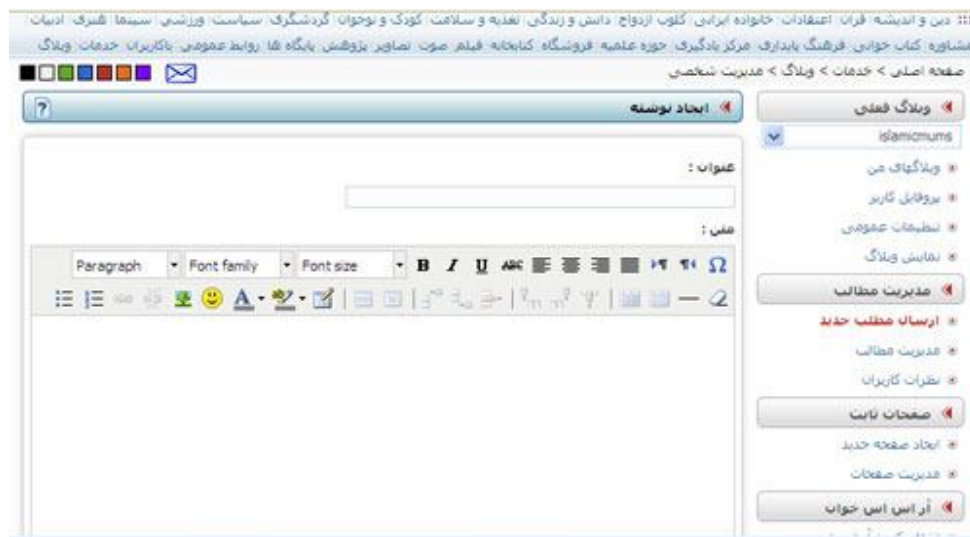 دین و اندیشه قرآن اعتقادات خانواده ایرانی کلوب ازدواج دانش و زندگی تغذیه و سلامت کودک و نوجوان گردشگری سیاست ورزشی سینما هنری ادبیات
مشاوره کتاب خوانی فرهنگ پایداری مرکز یادگیری حوزه علمیه فروشگاه کتابخانه فیلم صوت تصاویر پژوهش پایگاه ها روابط عمومی باکاربران خدمات وبلاگ
صفحه اصلی > خدمات > وبلاگ > مدیریت شخصی
وبلاگ فعلی
islamicmums
وبلاگهای من
پروفایل کاربر
تنظیمات عمومی
نمایش وبلاگ
مدیریت مطالب
ارسال مطلب جدید
مدیریت مطالب
نظرات کاربران
صفحات ثابت
ایجاد صفحه جدید
مدیریت صفحات
آر اس اس خوان
ایجاد نوشته
?
عنوان :
متن :
Paragraph Font family Font size B I U ABC Ω
A